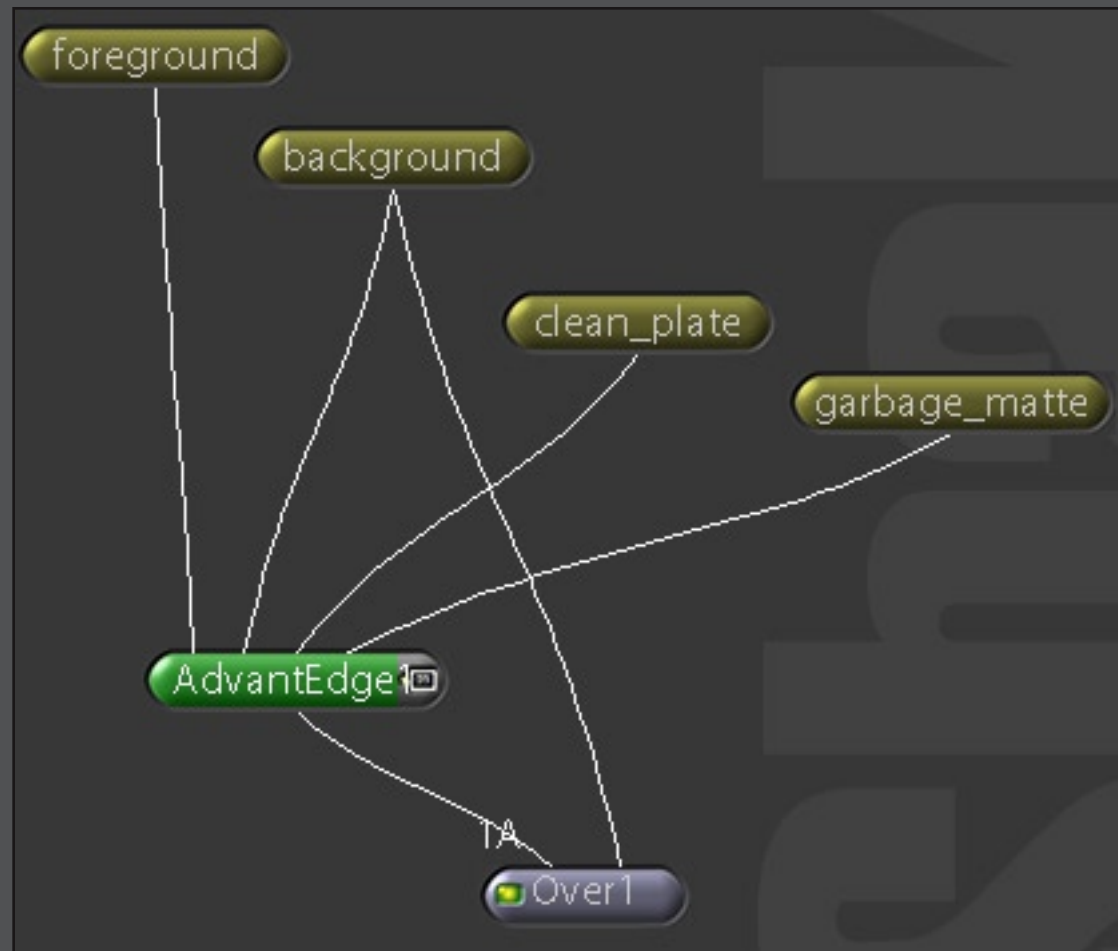 foreground
background
clean_plate
garbage_matte
AdvantEdge1
1A
Over1